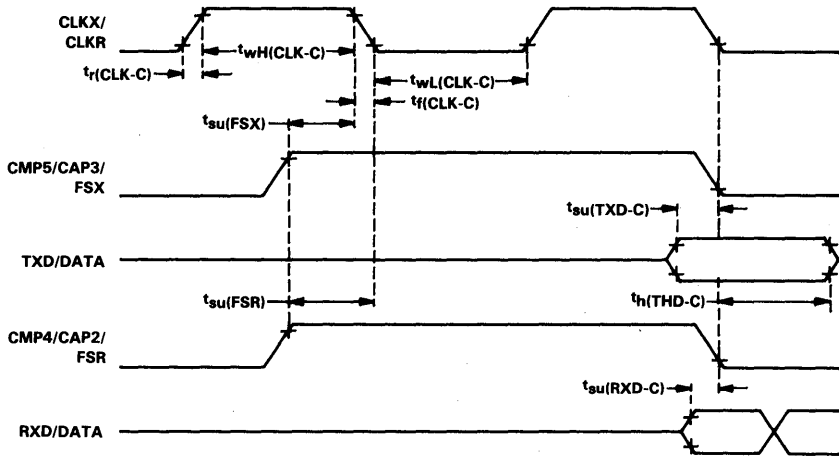 CLKX/
CLKR
twH(CLK-C)
tr(CLK-C)
twL(CLK-C)
tf(CLK-C)
tsu(FSX)
CMP5/CAP3/
FSX
tsu(TXD-C)
TXD/DATA
tsu(FSR)
th(THD-C)
CMP4/CAP2/
FSR
tsu(RXD-C)
RXD/DATA